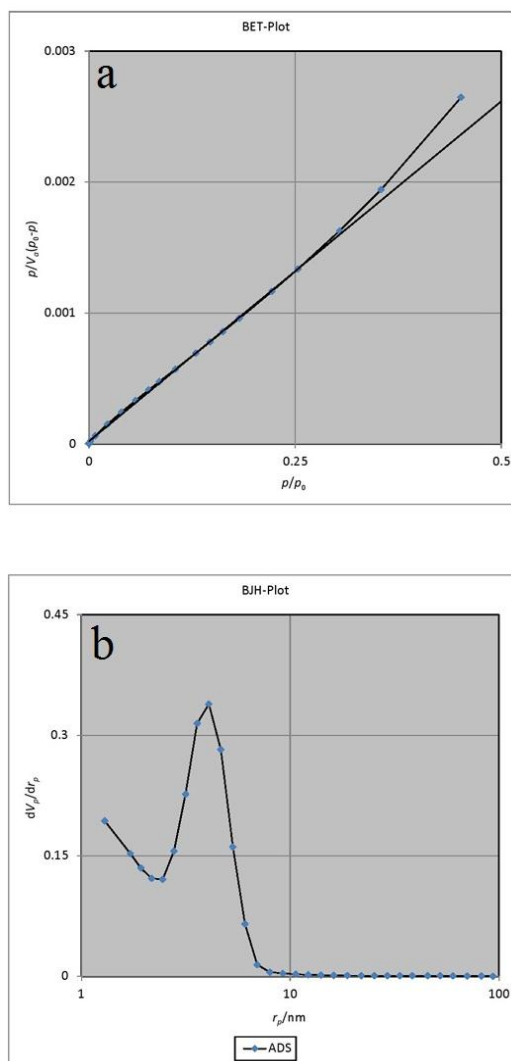 BET-Plot
a
0.003
0.002
0.001
0
0
0.25
0.5
p/Vₐ(p₀-p)
p/p₀
BJH-Plot
b
0.45
0.3
0.15
0
1
10
100
dVₚ/drₚ
rₚ/nm
ADS